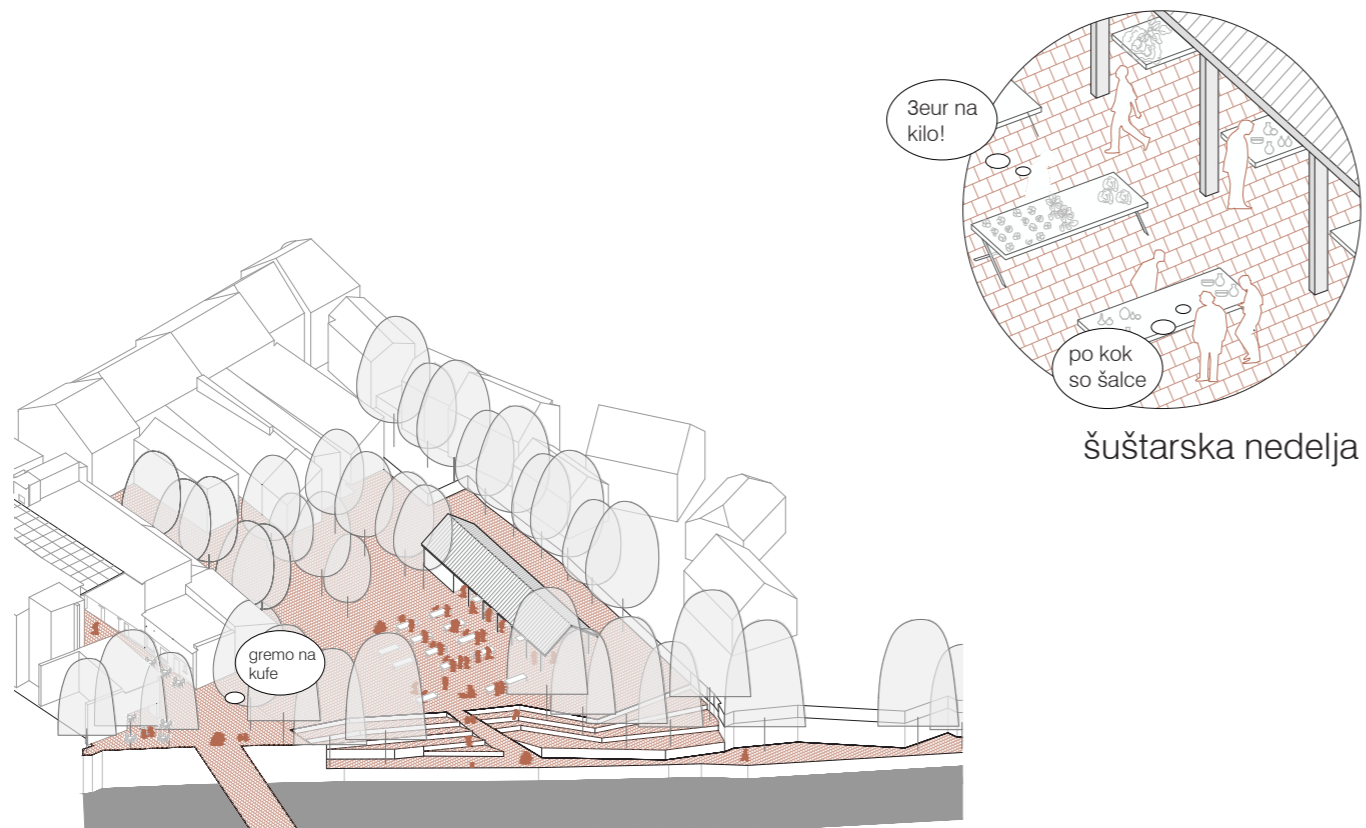 3eur na
kilo!
po kok
so šalce
šuštarska nedelja
gremo na
kufe